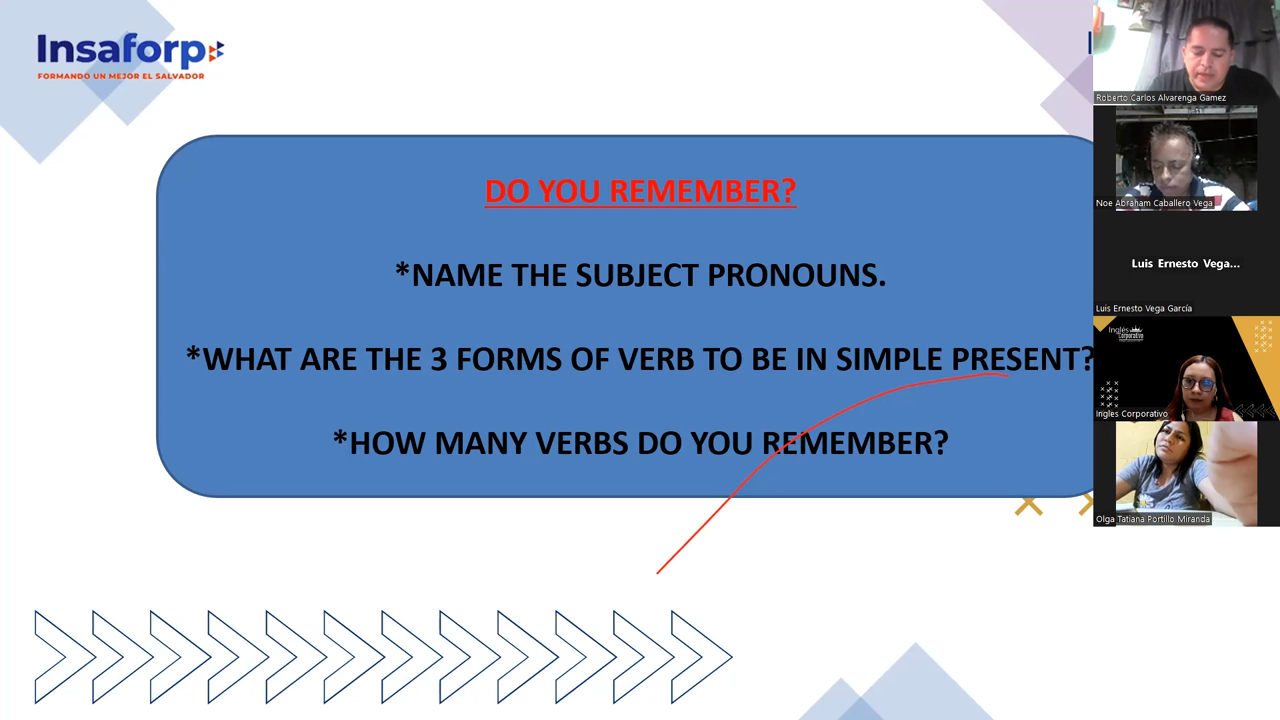 Insaforp
FORMANDO UN MEJOR EL SALVADOR
DO YOU REMEMBER?
*NAME THE SUBJECT PRONOUNS.
*WHAT ARE THE 3 FORMS OF VERB TO BE IN SIMPLE PRESENT?
*HOW MANY VERBS DO YOU REMEMBER?
Roberto Carlos Alvarenga Gamez
Noe Abraham Caballero Vega
Luis Ernesto Vega...
Luis Ernesto Vega García
Inglés
Corporativo
Ingles Corporativo
Olga Tatiana Portillo Miranda